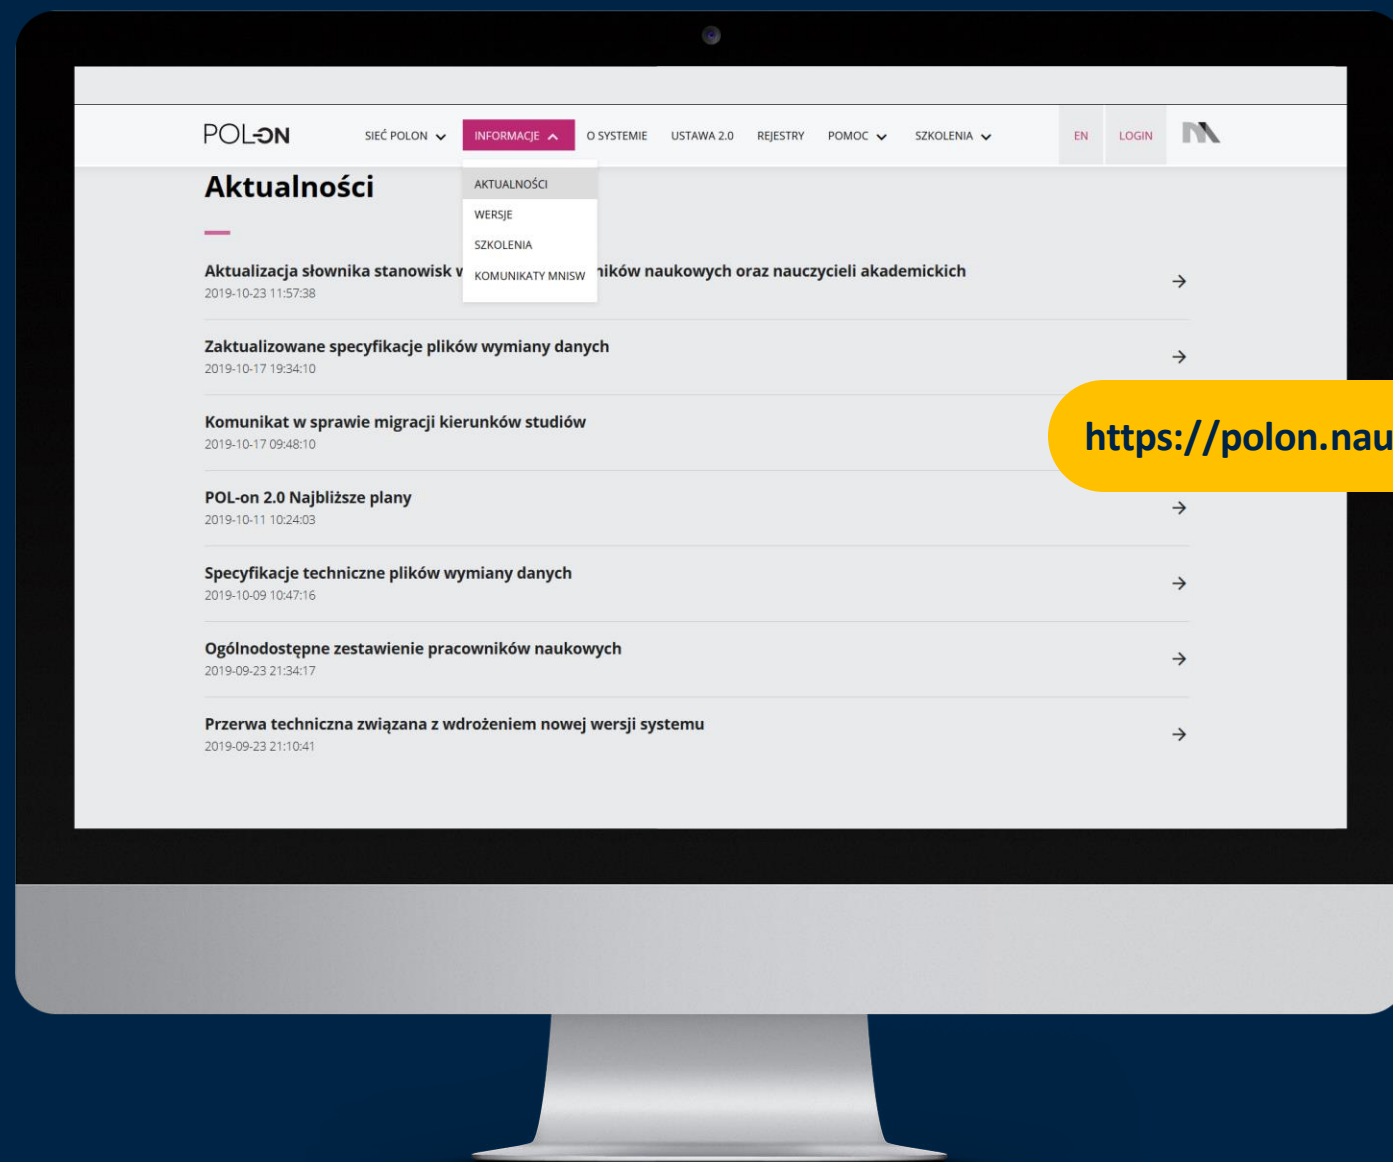 POL-ON SIEĆ POLON INFORMACJE O SYSTEMIE USTAWA 2.0 REJESTRY POMOC SZKOLENIA EN LOGIN
Aktualności
AKTUALNOŚCI
WERSJE
SZKOLENIA
KOMUNIKATY MNISW
Aktualizacja słownika stanowisk w ników naukowych oraz nauczycieli akademickich
2019-10-23 11:57:38
Zaktualizowane specyfikacje plików wymiany danych
2019-10-17 19:34:10
Komunikat w sprawie migracji kierunków studiów
2019-10-17 09:48:10
https://polon.nau
POL-on 2.0 Najbliższe plany
2019-10-11 10:24:03
Specyfikacje techniczne plików wymiany danych
2019-10-09 10:47:16
Ogólnodostępne zestawienie pracowników naukowych
2019-09-23 21:34:17
Przerwa techniczna związana z wdrożeniem nowej wersji systemu
2019-09-23 21:10:41